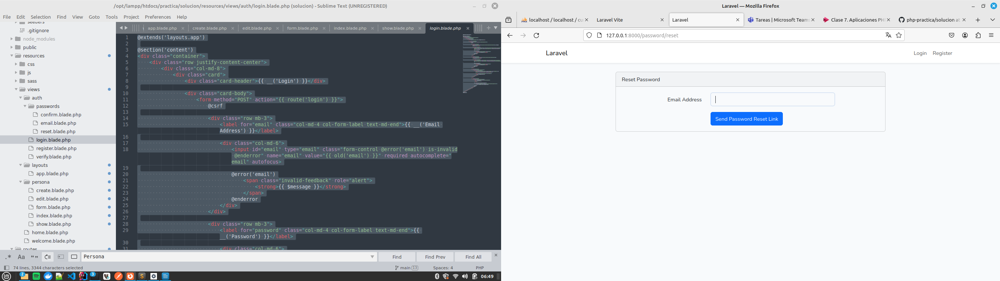 /opt/lampp/htdocs/practica/solucion/resources/views/auth/login.blade.php (solucion) - Sublime Text (UNREGISTERED)
File Edit Selection Find View Goto Tools Project Preferences Help
seeders
.gitignore
node_modules
public
resources
css
js
sass
views
auth
passwords
confirm.blade.php
email.blade.php
reset.blade.php
login.blade.php
register.blade.php
verify.blade.php
layouts
app.blade.php
persona
create.blade.php
edit.blade.php
form.blade.php
index.blade.php
show.blade.php
home.blade.php
welcome.blade.php
routes
app.blade.php create.blade.php edit.blade.php form.blade.php index.blade.php show.blade.php login.blade.php
1 @extends('layouts.app')
2
3 @section('content')
4 <div class="container">
5 <div class="row justify-content-center">
6 <div class="col-md-8">
7 <div class="card">
8 <div class="card-header">{{ __('Login') }}</div>
9
10 <div class="card-body">
11 <form method="POST" action="{{ route('login') }}">
12 @csrf
13
14 <div class="row mb-3">
15 <label for="email" class="col-md-4 col-form-label text-md-end">{{ __('Email
Address') }}</label>
16
17 <div class="col-md-6">
18 <input id="email" type="email" class="form-control @error('email') is-invalid
@enderror" name="email" value="{{ old('email') }}" required autocomplete="
email" autofocus>
19
20 @error('email')
21 <span class="invalid-feedback" role="alert">
22 <strong>{{ $message }}</strong>
23 </span>
24 @enderror
25 </div>
26 </div>
27
28 <div class="row mb-3">
29 <label for="password" class="col-md-4 col-form-label text-md-end">{{
__('Password') }}</label>
30
31 <div class="col-md-6">
.* Aa “” Persona Find Find Prev Find All
74 lines, 3344 characters selected main 13 Spaces: 4 PHP
2 3 06:49
Laravel — Mozilla Firefox
localhost / localhost / cu Laravel Vite Laravel Tareas | Microsoft Teams Clase 7. Aplicaciones PH php-practica/solucion at
127.0.0.1:8000/password/reset
Laravel Login Register
Reset Password
Email Address
Send Password Reset Link